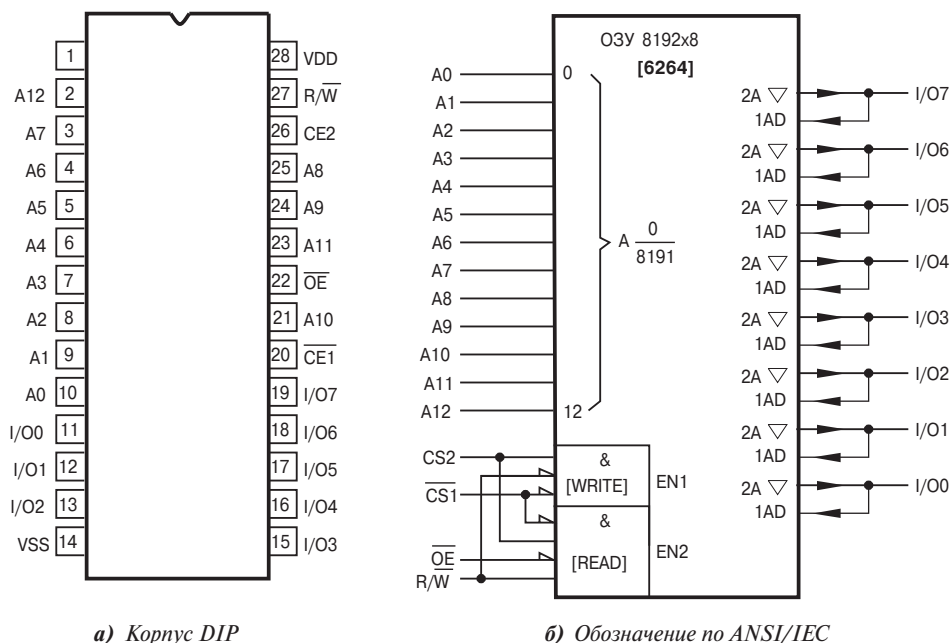 1
28 VDD
A12 2
27 R/W̅
A7 3
26 CE2
A6 4
25 A8
A5 5
24 A9
A4 6
23 A11
A3 7
22 O̅E̅
A2 8
21 A10
A1 9
20 C̅E̅1̅
A0 10
19 I/O7
I/O0 11
18 I/O6
I/O1 12
17 I/O5
I/O2 13
16 I/O4
VSS 14
15 I/O3
а) Корпус DIP
ОЗУ 8192x8
[6264]
A0
0
A1
A2
A3
A4
A5
A6
A7
A8
A9
A10
A11
A12
12
A 0
8191
2A ▽ I/O7
1AD
2A ▽ I/O6
1AD
2A ▽ I/O5
1AD
2A ▽ I/O4
1AD
2A ▽ I/O3
1AD
2A ▽ I/O2
1AD
2A ▽ I/O1
1AD
2A ▽ I/O0
1AD
CS2
C̅S̅1̅
&
[WRITE]
EN1
O̅E̅
R/W̅
&
[READ]
EN2
б) Обозначение по ANSI/IEC